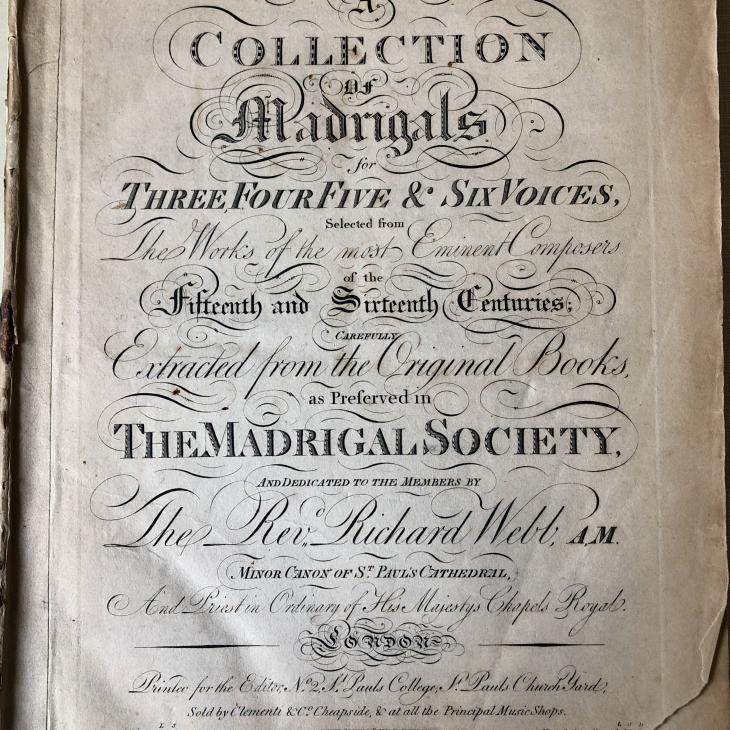 A
COLLECTION
OF
Madrigals
for
THREE, FOUR FIVE & SIX VOICES,
Selected from
The Works of the most Eminent Composers
of the
Fifteenth and Sixteenth Centuries;
CAREFULLY
Extracted from the Original Books,
as Preſerved in
THE MADRIGAL SOCIETY,
AND DEDICATED TO THE MEMBERS BY
The Revd. Richard Webb, A.M.
MINOR CANON OF ST. PAUL'S CATHEDRAL,
And Priest in Ordinary of His Majestys Chapels Royal.
LONDON
Printed for the Editor, No. 2, St. Pauls College, St. Pauls Church Yard,
Sold by Clementi & Co. Cheapside, & at all the Principal Music Shops.